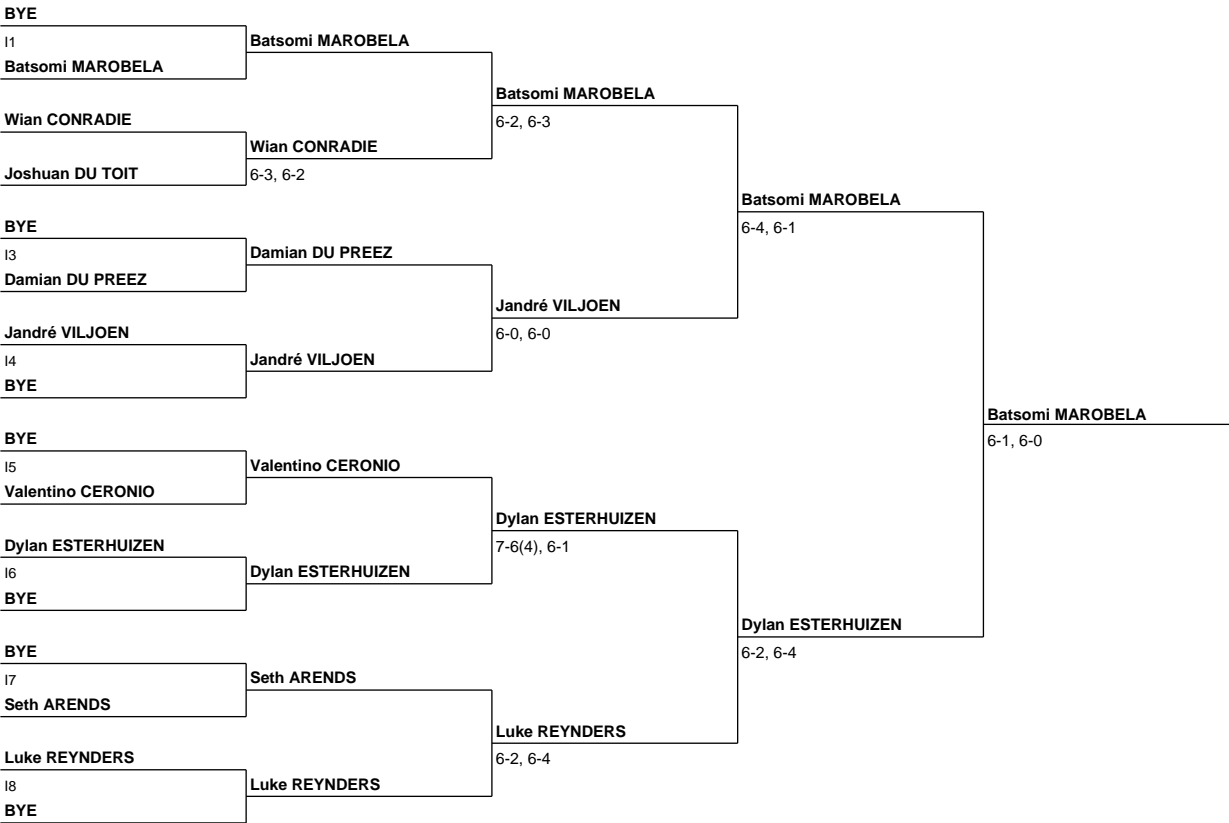 BYE
I1
Batsomi MAROBELA
Batsomi MAROBELA
Wian CONRADIE
Joshuan DU TOIT
Wian CONRADIE
6-3, 6-2
Batsomi MAROBELA
6-2, 6-3
BYE
I3
Damian DU PREEZ
Damian DU PREEZ
Jandré VILJOEN
I4
BYE
Jandré VILJOEN
Jandré VILJOEN
6-0, 6-0
Batsomi MAROBELA
6-4, 6-1
BYE
I5
Valentino CERONIO
Valentino CERONIO
Dylan ESTERHUIZEN
I6
BYE
Dylan ESTERHUIZEN
Dylan ESTERHUIZEN
7-6(4), 6-1
BYE
I7
Seth ARENDS
Seth ARENDS
Luke REYNDERS
I8
BYE
Luke REYNDERS
Luke REYNDERS
6-2, 6-4
Dylan ESTERHUIZEN
6-2, 6-4
Batsomi MAROBELA
6-1, 6-0